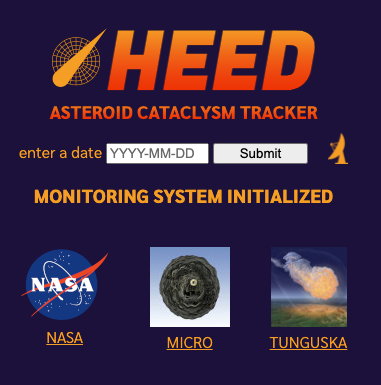 HEED
ASTEROID CATACLYSM TRACKER
enter a date YYYY-MM-DD Submit
MONITORING SYSTEM INITIALIZED
NASA
NASA MICRO TUNGUSKA